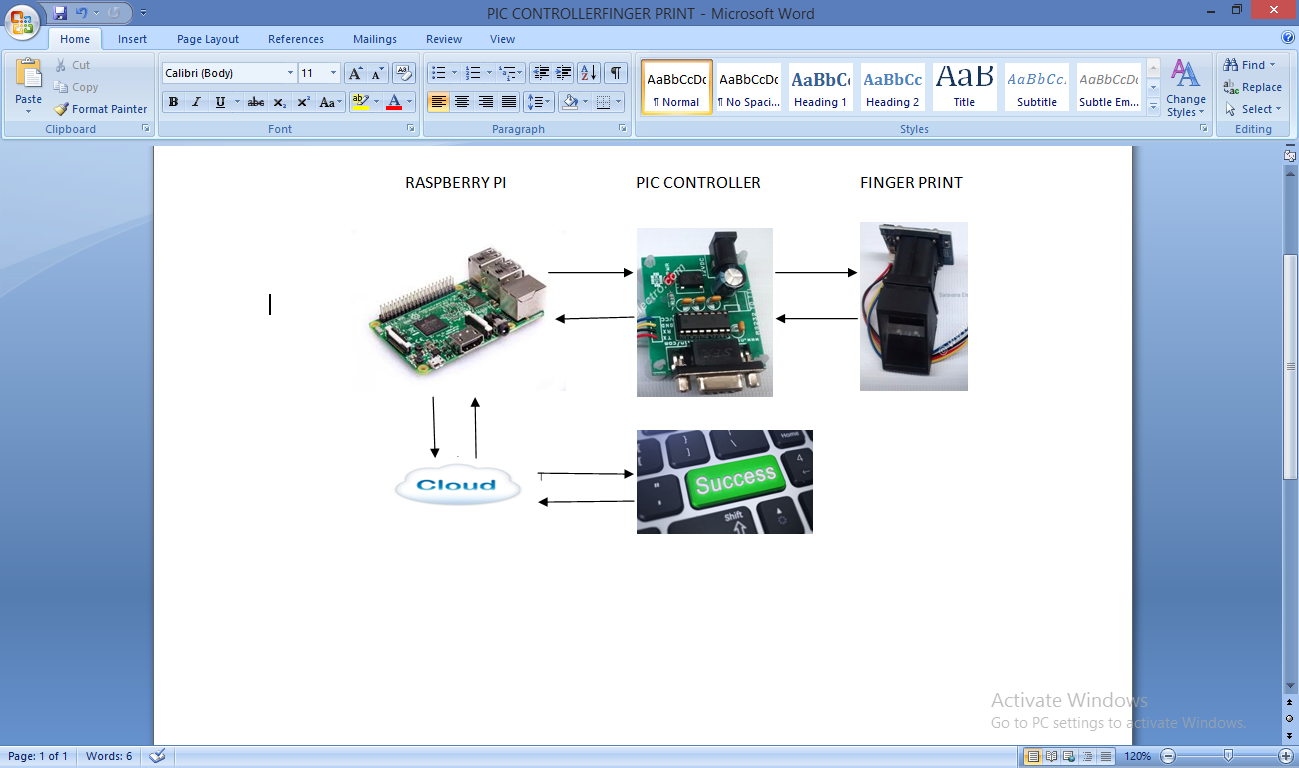 PIC CONTROLLERFINGER PRINT - Microsoft Word
Home Insert Page Layout References Mailings Review View
Paste
Cut
Copy
Format Painter
Clipboard
Calibri (Body) 11
Font
Paragraph
AaBbCcDc AaBbCcDc AaBbC AaBbCc AaB AaBbCc. AaBbCcDc
¶ Normal ¶ No Spaci... Heading 1 Heading 2 Title Subtitle Subtle Em...
Change Styles
Styles
Find
Replace
Select
Editing
RASPBERRY PI PIC CONTROLLER FINGER PRINT
Cloud
Success
Home
Shift
Activate Windows
Go to PC settings to activate Windows.
Page: 1 of 1 Words: 6 120%